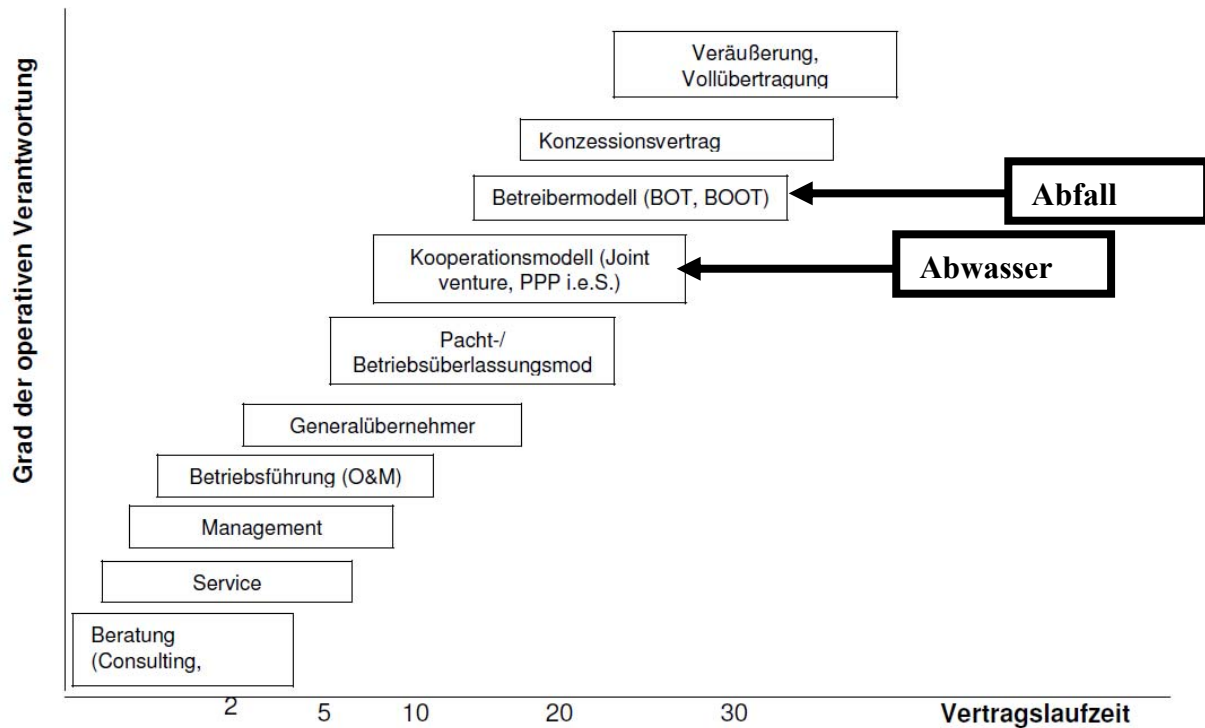 Grad der operativen Verantwortung
Veräußerung,
Vollübertragung
Konzessionsvertrag
Betreibermodell (BOT, BOOT)
Abfall
Kooperationsmodell (Joint
venture, PPP i.e.S.)
Abwasser
Pacht-/
Betriebsüberlassungsmod
Generalübernehmer
Betriebsführung (O&M)
Management
Service
Beratung
(Consulting,
2 5 10 20 30 Vertragslaufzeit